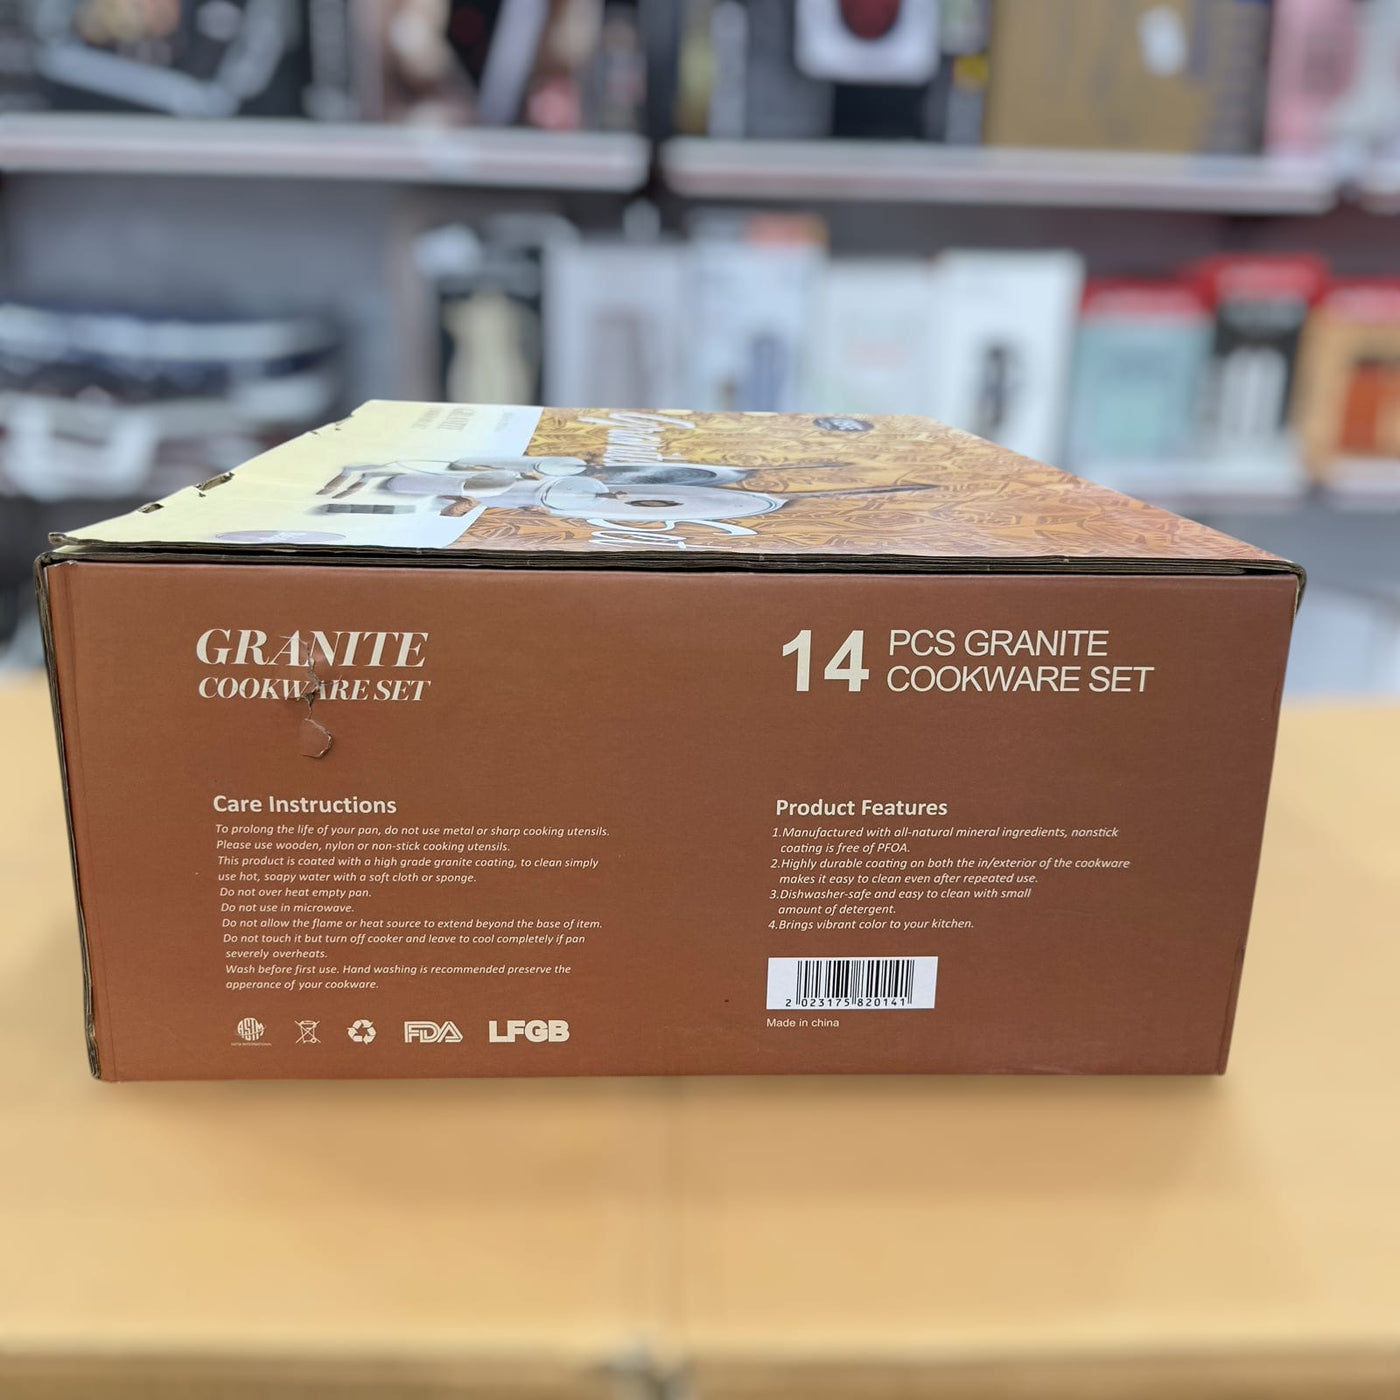 GRANITE
COOKWARE SET
14 PCS GRANITE
COOKWARE SET
Care Instructions
To prolong the life of your pan, do not use metal or sharp cooking utensils.
Please use wooden, nylon or non-stick cooking utensils.
This product is coated with a high grade granite coating, to clean simply
use hot, soapy water with a soft cloth or sponge.
Do not over heat empty pan.
Do not use in microwave.
Do not allow the flame or heat source to extend beyond the base of item.
Do not touch it but turn off cooker and leave to cool completely if pan
severely overheats.
Wash before first use. Hand washing is recommended preserve the
apperance of your cookware.
ASTM
FDA
LFGB
Product Features
1.Manufactured with all-natural mineral ingredients, nonstick
coating is free of PFOA.
2.Highly durable coating on both the in/exterior of the cookware
makes it easy to clean even after repeated use.
3.Dishwasher-safe and easy to clean with small
amount of detergent.
4.Brings vibrant color to your kitchen.
2 023175 820141
Made in china